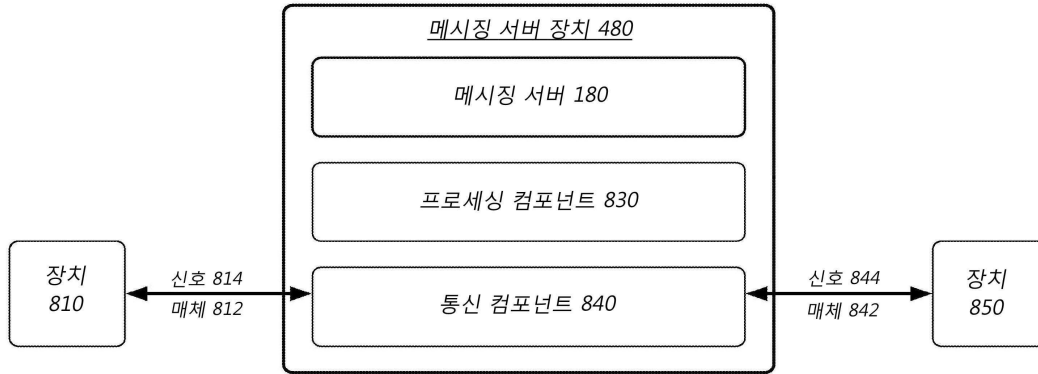 메시징 서버 장치 480
메시징 서버 180
프로세싱 컴포넌트 830
장치
810
신호 814
매체 812
통신 컴포넌트 840
신호 844
매체 842
장치
850